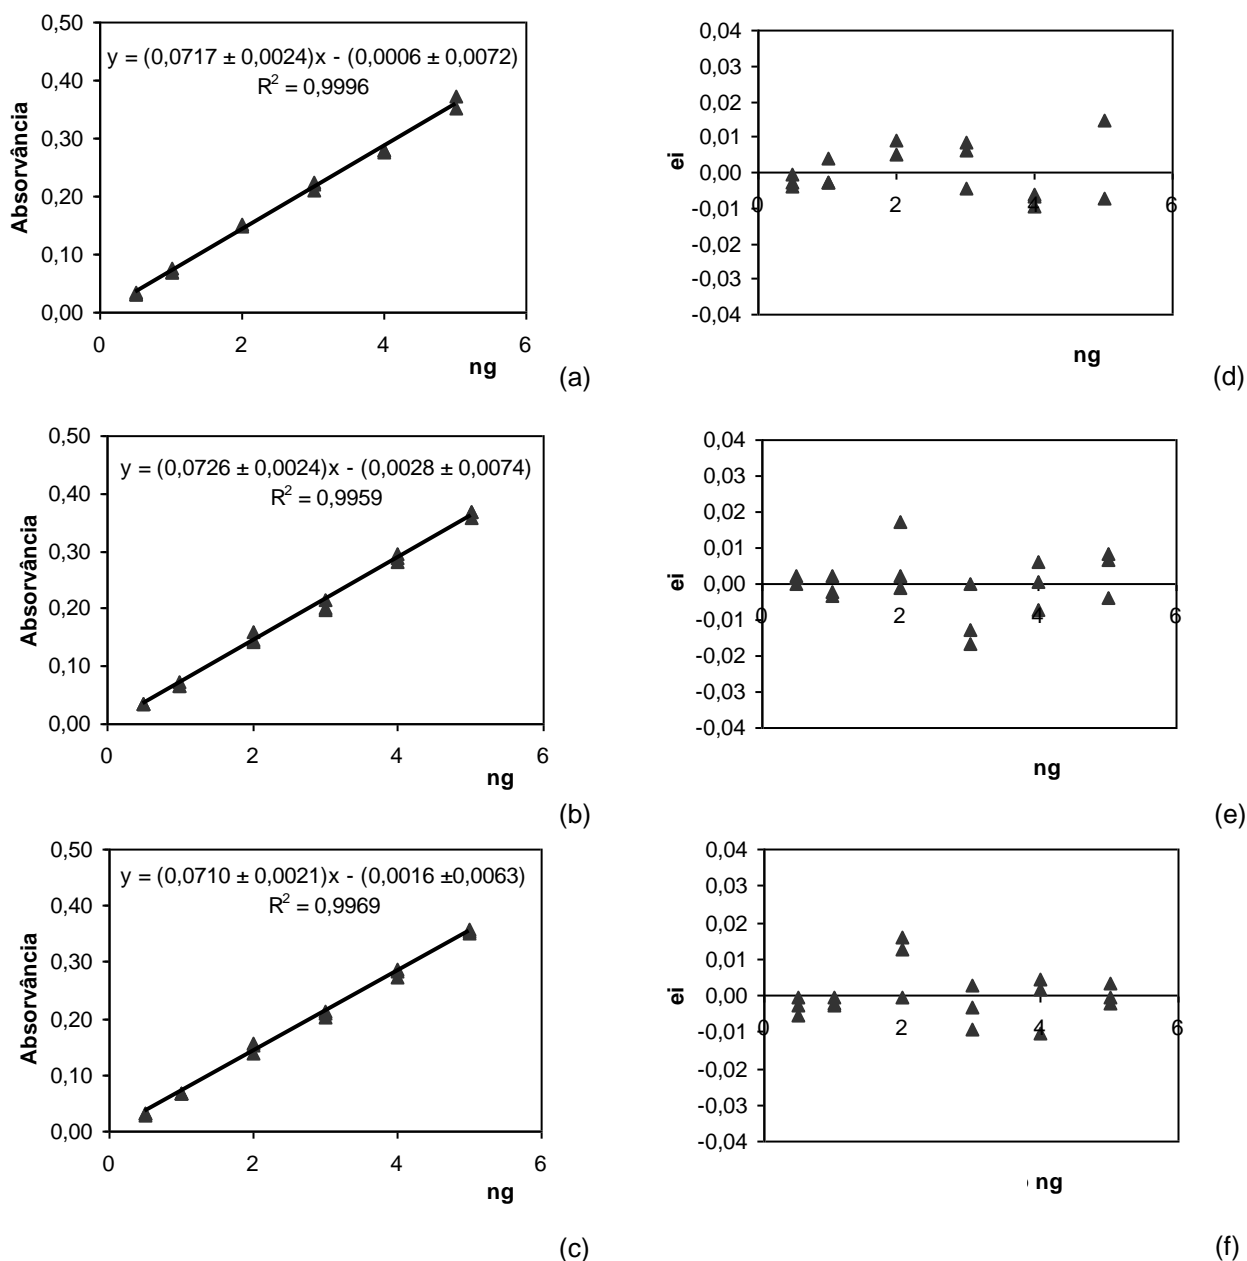 0,50
y = (0,0717 ± 0,0024)x - (0,0006 ± 0,0072)
R² = 0,9996
0,40
0,30
0,20
0,10
0,00
Absorvância
0 2 4 6
ng
(a)
0,04
0,03
0,02
0,01
0,00
-0,01
-0,02
-0,03
-0,04
ei
0 2 4 6
ng
(d)
0,50
y = (0,0726 ± 0,0024)x - (0,0028 ± 0,0074)
R² = 0,9959
0,40
0,30
0,20
0,10
0,00
Absorvância
0 2 4 6
ng
(b)
0,04
0,03
0,02
0,01
0,00
-0,01
-0,02
-0,03
-0,04
ei
0 2 4 6
ng
(e)
0,50
y = (0,0710 ± 0,0021)x - (0,0016 ±0,0063)
R² = 0,9969
0,40
0,30
0,20
0,10
0,00
Absorvância
0 2 4 6
ng
(c)
0,04
0,03
0,02
0,01
0,00
-0,01
-0,02
-0,03
-0,04
ei
0 2 4 6
ng
(f)